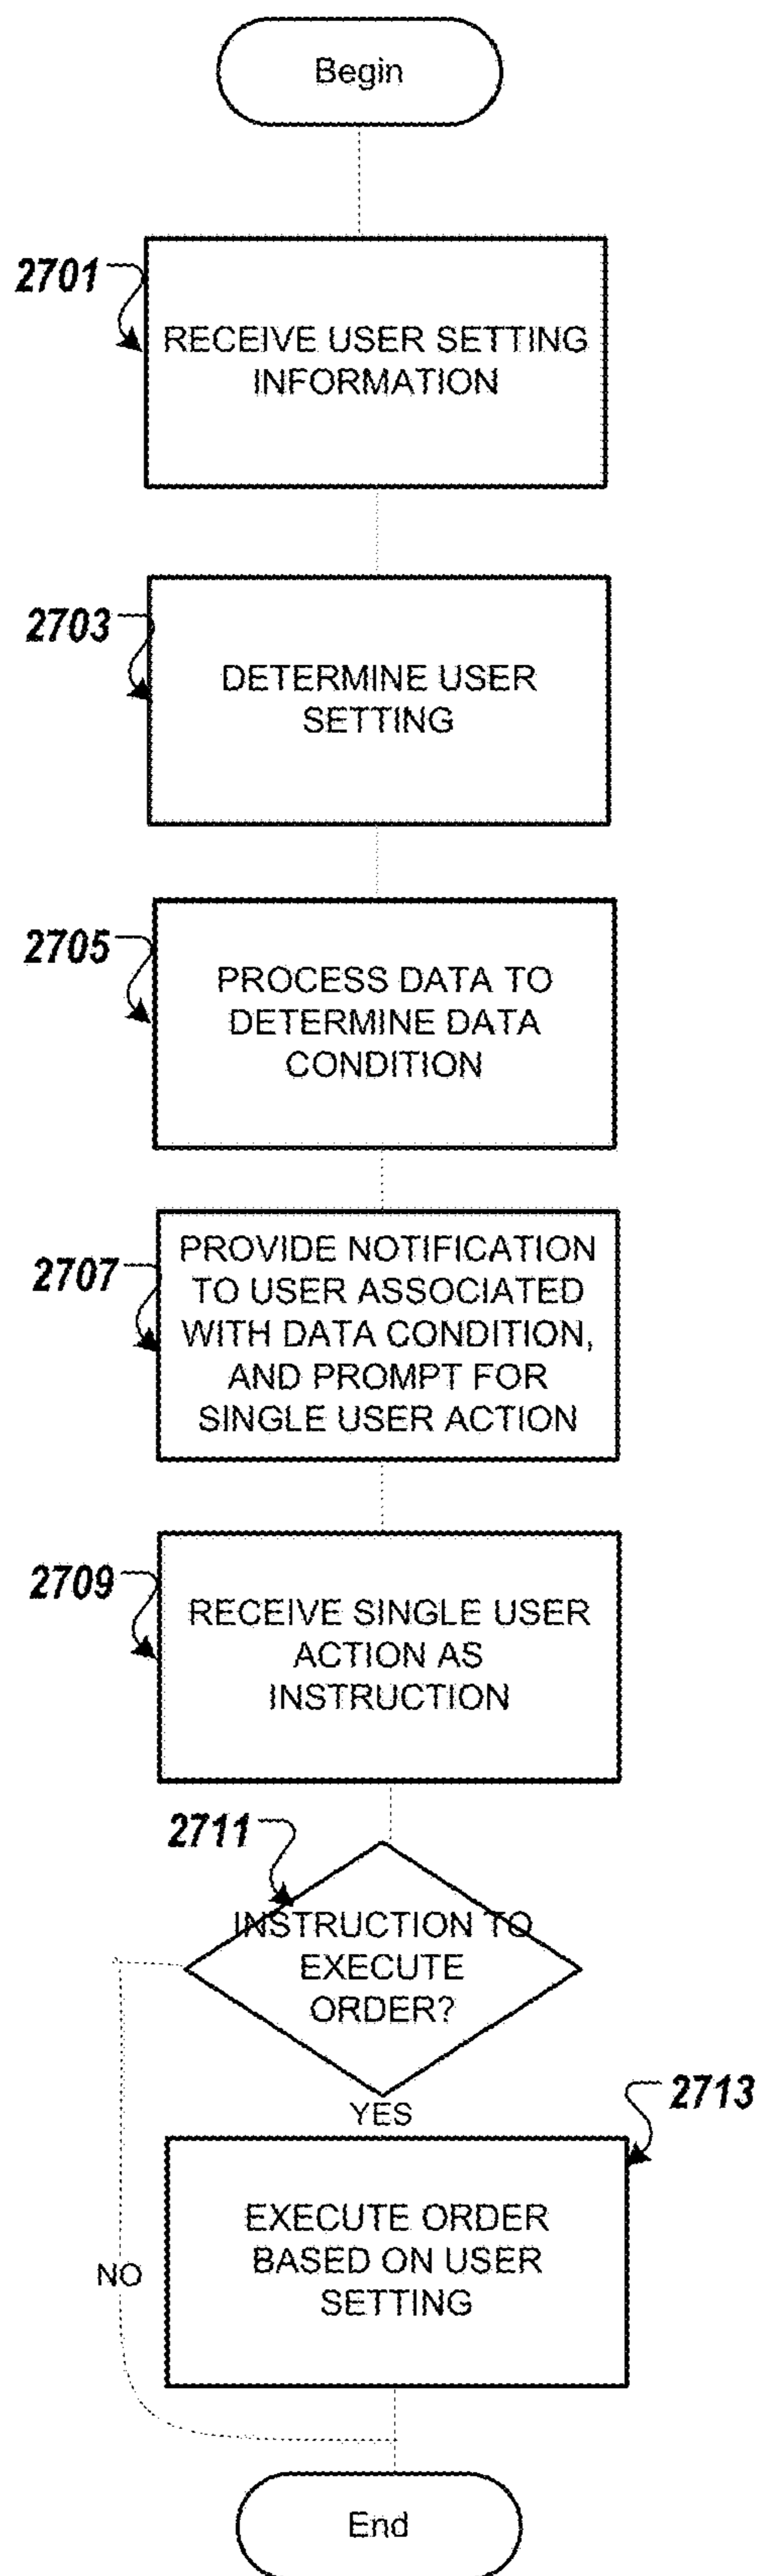 Begin
2701
RECEIVE USER SETTING
INFORMATION
2703
DETERMINE USER
SETTING
2705
PROCESS DATA TO
DETERMINE DATA
CONDITION
2707
PROVIDE NOTIFICATION
TO USER ASSOCIATED
WITH DATA CONDITION,
AND PROMPT FOR
SINGLE USER ACTION
2709
RECEIVE SINGLE USER
ACTION AS
INSTRUCTION
2711
INSTRUCTION TO
EXECUTE
ORDER?
YES
2713
EXECUTE ORDER
BASED ON USER
SETTING
NO
End